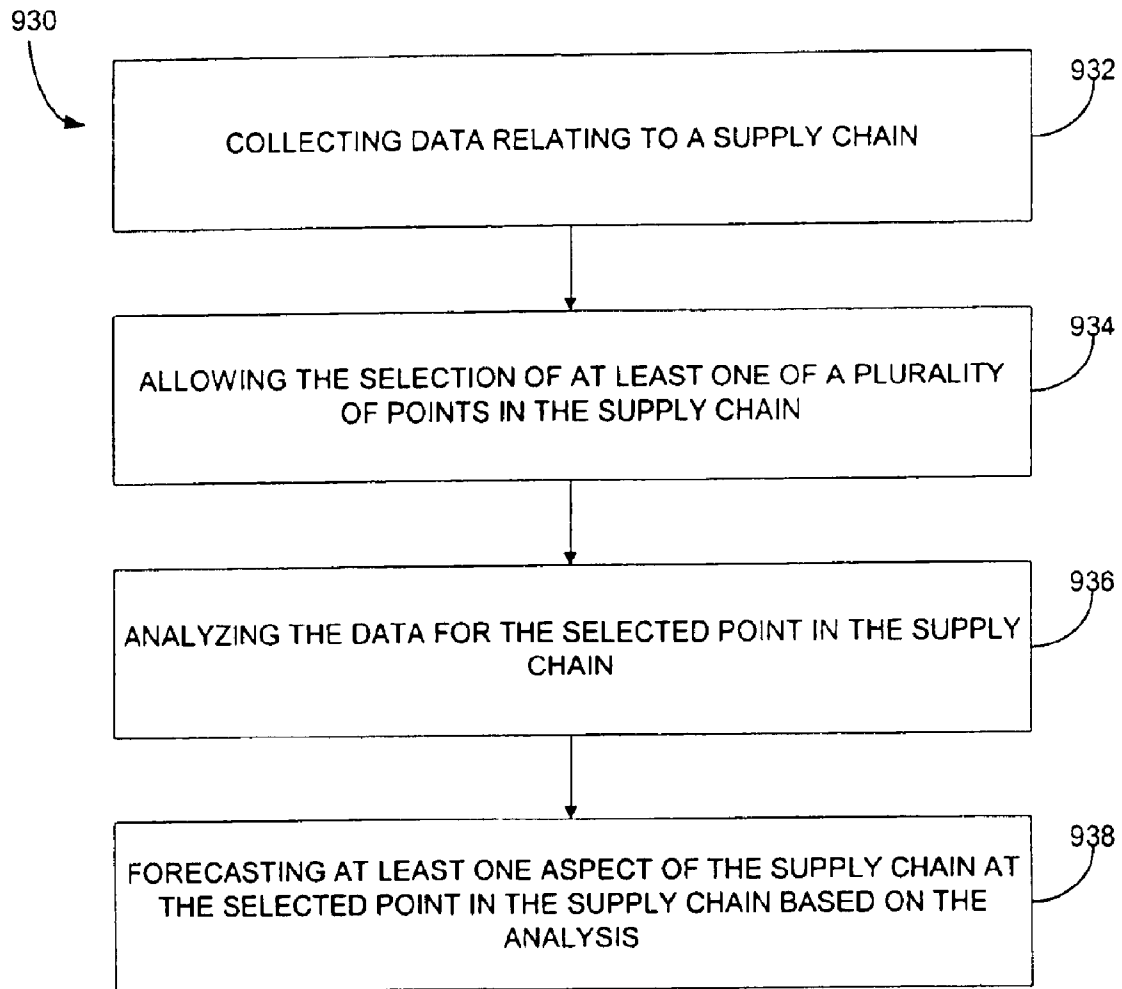 930
932
COLLECTING DATA RELATING TO A SUPPLY CHAIN
934
ALLOWING THE SELECTION OF AT LEAST ONE OF A PLURALITY
OF POINTS IN THE SUPPLY CHAIN
936
ANALYZING THE DATA FOR THE SELECTED POINT IN THE SUPPLY
CHAIN
938
FORECASTING AT LEAST ONE ASPECT OF THE SUPPLY CHAIN AT
THE SELECTED POINT IN THE SUPPLY CHAIN BASED ON THE
ANALYSIS